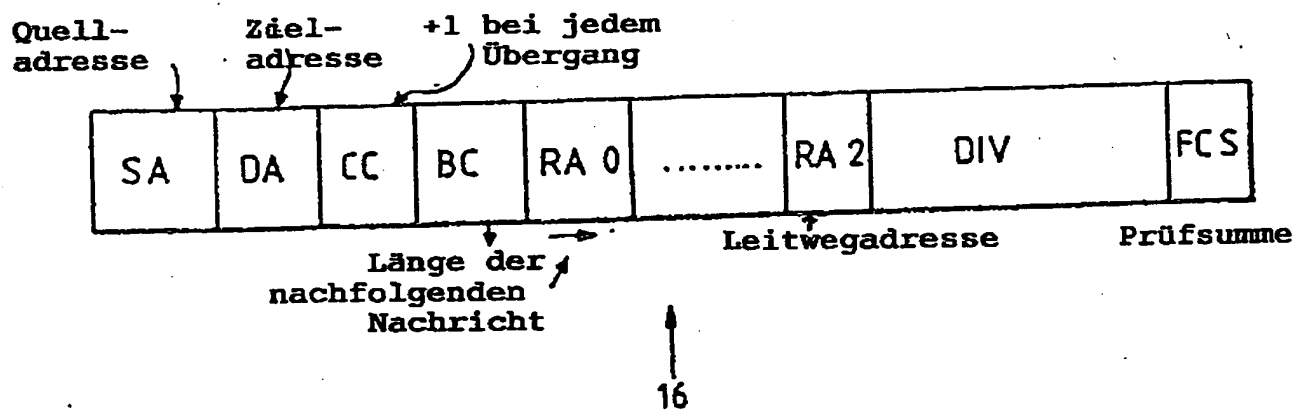 Quell-
adresse
Ziel-
adresse
+1 bei jedem
Übergang
SA DA CC BC RA 0 ......... RA 2 DIV FCS
Länge der
nachfolgenden
Nachricht
Leitwegadresse
Prüfsumme
16